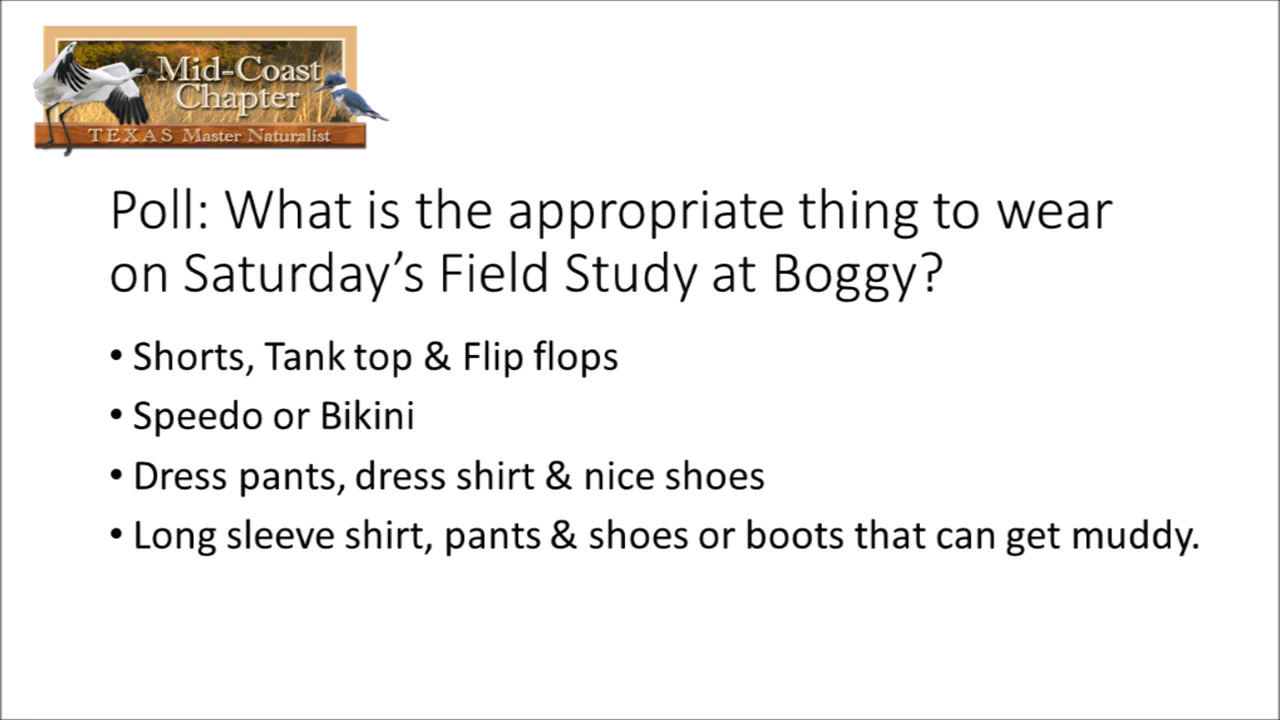 Mid-Coast
Chapter
TEXAS Master Naturalist
Poll: What is the appropriate thing to wear
on Saturday’s Field Study at Boggy?
• Shorts, Tank top & Flip flops
• Speedo or Bikini
• Dress pants, dress shirt & nice shoes
• Long sleeve shirt, pants & shoes or boots that can get muddy.